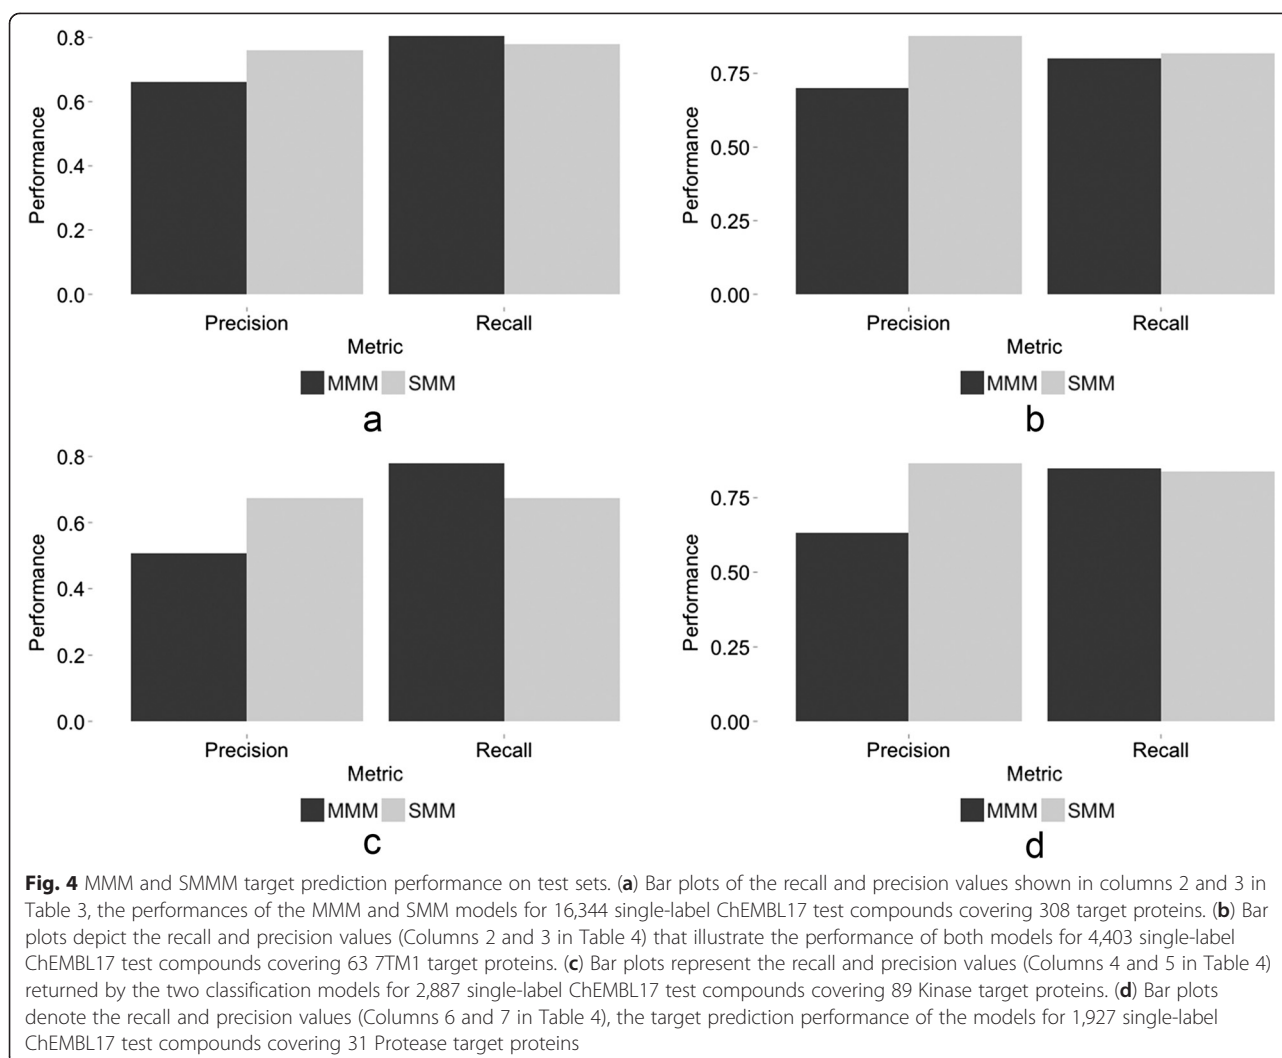 0.8
0.6
0.4
0.2
0.0
Performance
Precision
Recall
Metric
MMM SMM
a
0.75
0.50
0.25
0.00
Performance
Precision
Recall
Metric
MMM SMM
b
0.8
0.6
0.4
0.2
0.0
Performance
Precision
Recall
Metric
MMM SMM
c
0.75
0.50
0.25
0.00
Performance
Precision
Recall
Metric
MMM SMM
d
Fig. 4 MMM and SMMM target prediction performance on test sets. (a) Bar plots of the recall and precision values shown in columns 2 and 3 in
Table 3, the performances of the MMM and SMM models for 16,344 single-label ChEMBL17 test compounds covering 308 target proteins. (b) Bar
plots depict the recall and precision values (Columns 2 and 3 in Table 4) that illustrate the performance of both models for 4,403 single-label
ChEMBL17 test compounds covering 63 7TM1 target proteins. (c) Bar plots represent the recall and precision values (Columns 4 and 5 in Table 4)
returned by the two classification models for 2,887 single-label ChEMBL17 test compounds covering 89 Kinase target proteins. (d) Bar plots
denote the recall and precision values (Columns 6 and 7 in Table 4), the target prediction performance of the models for 1,927 single-label
ChEMBL17 test compounds covering 31 Protease target proteins